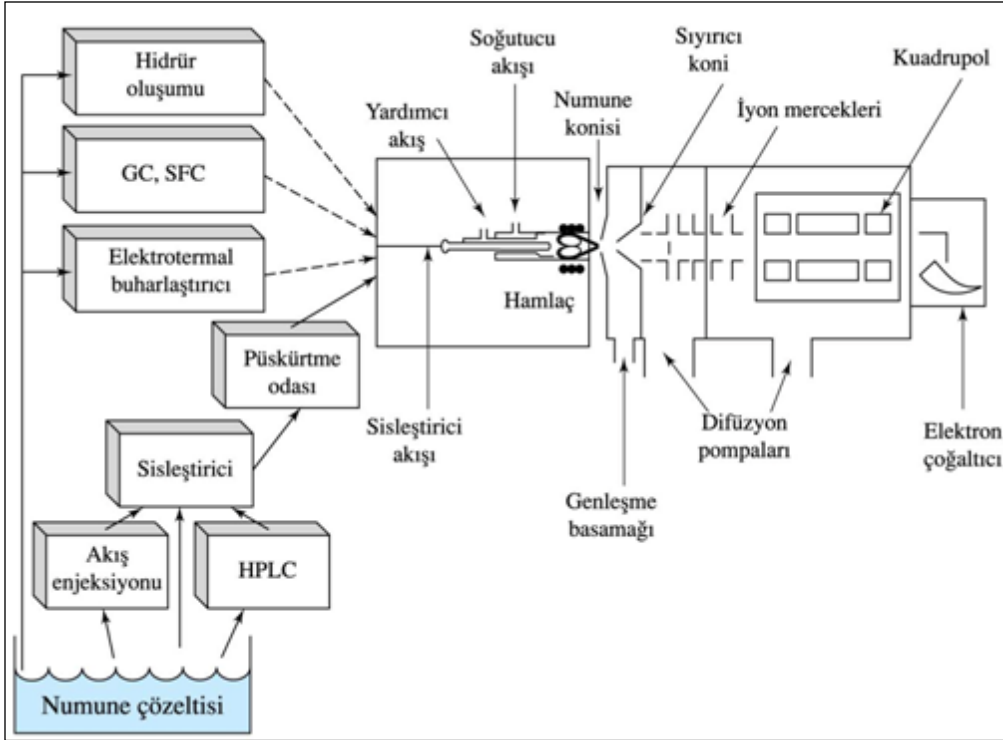 Hidrür
oluşumu
GC, SFC
Elektrotermal
buharlaştırıcı
Püskürtme
odası
Sisleştirici
Akış
enjeksiyonu
HPLC
Numune çözeltisi
Yardımcı
akış
Soğutucu
akışı
Numune
konisi
Sıyırıcı
koni
İyon mercekleri
Kuadrupol
Hamlaç
Sisleştirici
akışı
Genleşme
basamağı
Difüzyon
pompaları
Elektron
çoğaltıcı